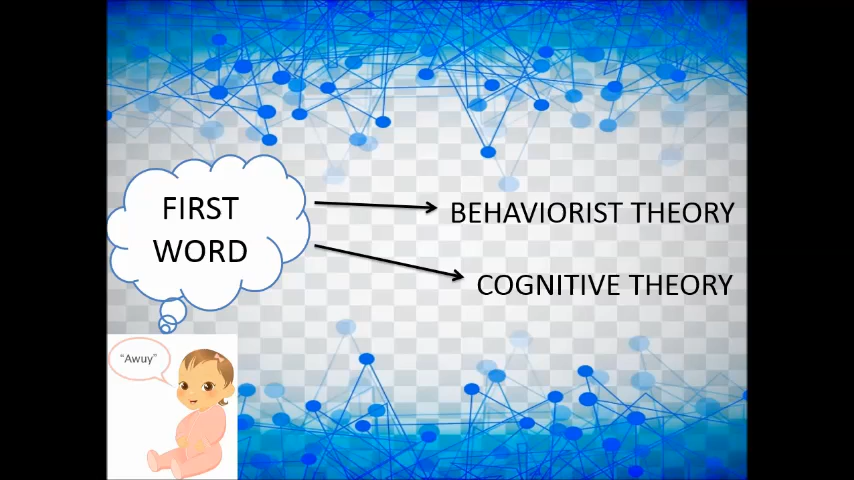 FIRST
WORD
BEHAVIORIST THEORY
COGNITIVE THEORY
“Awuy”